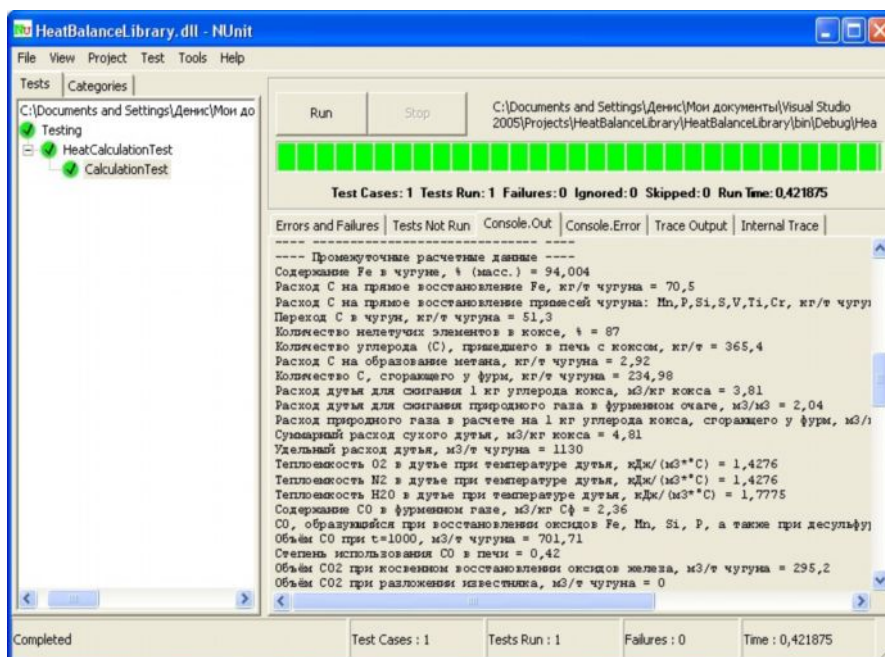 HeatBalanceLibrary.dll - NUnit
File View Project Test Tools Help
Tests Categories
C:\Documents and Settings\Денис\Мои до
Testing
HeatCalculationTest
CalculationTest
Run Stop
C:\Documents and Settings\Денис\Мои документы\Visual Studio
2005\Projects\HeatBalanceLibrary\HeatBalanceLibrary\bin\Debug\Hea
Test Cases: 1 Tests Run: 1 Failures: 0 Ignored: 0 Skipped: 0 Run Time: 0,421875
Errors and Failures Tests Not Run Console.Out Console.Error Trace Output Internal Trace
---- Промежуточные расчетные данные ----
Содержание Fe в чугуне, % (масс.) = 94,004
Расход С на прямое восстановление Fe, кг/т чугуна = 70,5
Расход С на прямое восстановление примесей чугуна: Mn,P,Si,S,V,Ti,Cr, кг/т чугу
Переход С в чугун, кг/т чугуна = 51,3
Количество нелетучих элементов в коксе, % = 87
Количество углерода (С), пришедшего в печь с коксом, кг/т = 365,4
Расход С на образование метана, кг/т чугуна = 2,92
Количество С, сгорающего у фурм, кг/т чугуна = 234,98
Расход дутья для сжигания 1 кг углерода кокса, м3/кг кокса = 3,81
Расход дутья для сжигания природного газа в фурменном очаге, м3/м3 = 2,04
Расход природного газа в расчете на 1 кг углерода кокса, сгорающего у фурм, м3/
Суммарный расход сухого дутья, м3/кг кокса = 4,81
Удельный расход дутья, м3/т чугуна = 1130
Теплоемкость O2 в дутье при температуре дутья, кДж/(м3*°С) = 1,4276
Теплоемкость N2 в дутье при температуре дутья, кДж/(м3*°С) = 1,4276
Теплоемкость H2O в дутье при температуре дутья, кДж/(м3*°С) = 1,7775
Содержание CO в фурменном газе, м3/кг Сф = 2,36
CO, образующийся при восстановлении оксидов Fe, Mn, Si, P, а также при десульфу
Объём CO при t=1000, м3/т чугуна = 701,71
Степень использования CO в печи = 0,42
Объём CO2 при косвенном восстановлении оксидов железа, м3/т чугуна = 295,2
Объём CO2 при разложении известняка, м3/т чугуна = 0
Completed Test Cases : 1 Tests Run : 1 Failures : 0 Time : 0,421875